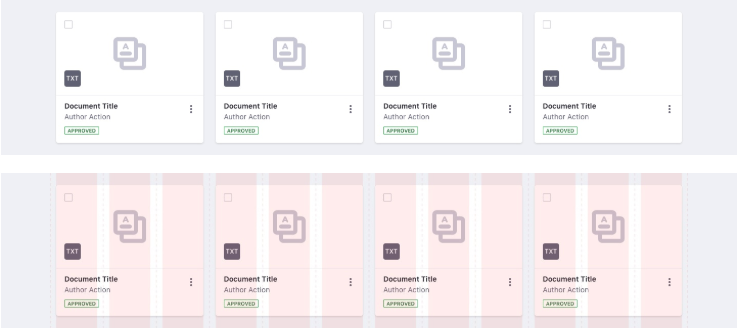 A A A A
TXT TXT TXT TXT
Document Title Document Title Document Title Document Title
Author Action Author Action Author Action Author Action
APPROVED APPROVED APPROVED APPROVED
A A A A
TXT TXT TXT TXT
Document Title Document Title Document Title Document Title
Author Action Author Action Author Action Author Action
APPROVED APPROVED APPROVED APPROVED